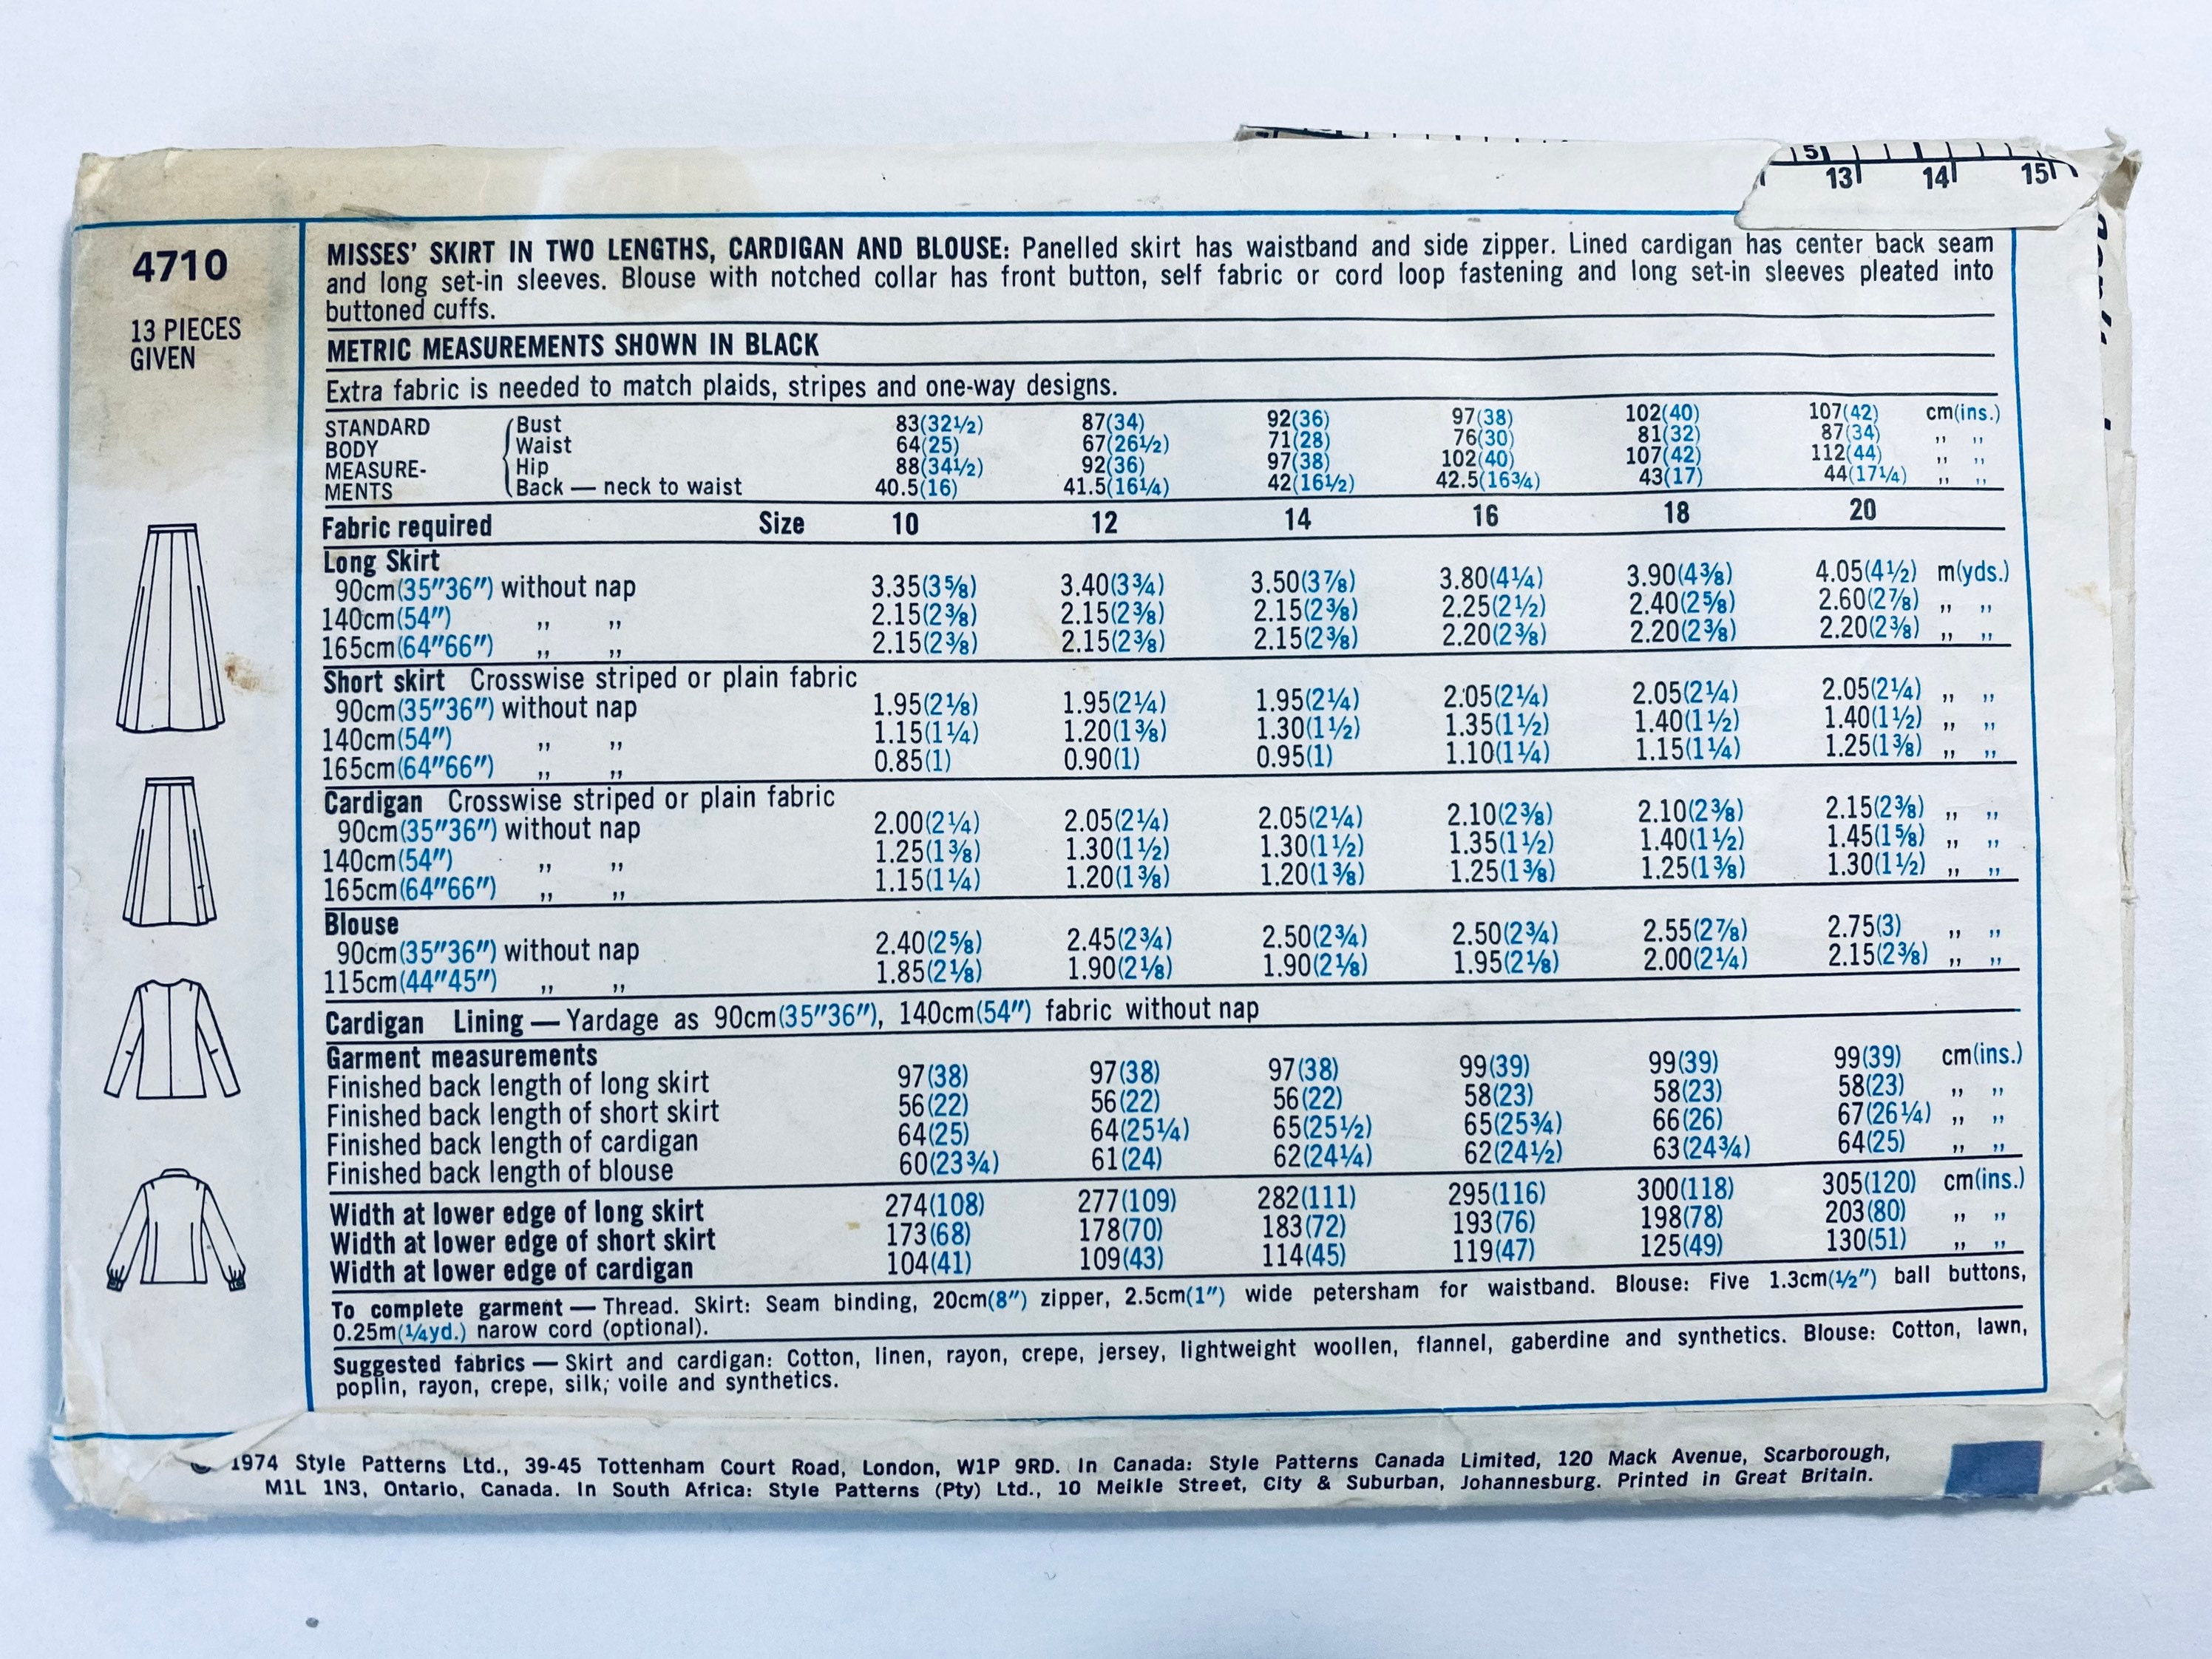 51
13 14 15
4710
13 PIECES
GIVEN
MISSES' SKIRT IN TWO LENGTHS, CARDIGAN AND BLOUSE: Panelled skirt has waistband and side zipper. Lined cardigan has center back seam
and long set-in sleeves. Blouse with notched collar has front button, self fabric or cord loop fastening and long set-in sleeves pleated into
buttoned cuffs.
METRIC MEASUREMENTS SHOWN IN BLACK
Extra fabric is needed to match plaids, stripes and one-way designs.
STANDARD Bust 83(32½) 87(34) 92(36) 97(38) 102(40) 107(42) cm(ins.)
BODY Waist 64(25) 67(26½) 71(28) 76(30) 81(32) 87(34) ,, ,,
MEASURE- Hip 88(34½) 92(36) 97(38) 102(40) 107(42) 112(44) ,, ,,
MENTS Back — neck to waist 40.5(16) 41.5(16¼) 42(16½) 42.5(16¾) 43(17) 44(17¼) ,, ,,
Fabric required Size 10 12 14 16 18 20
Long Skirt
90cm(35"36") without nap 3.35(3⅝) 3.40(3¾) 3.50(3⅞) 3.80(4¼) 3.90(4⅜) 4.05(4½) m(yds.)
140cm(54") ,, ,, 2.15(2⅜) 2.15(2⅜) 2.15(2⅜) 2.25(2½) 2.40(2⅝) 2.60(2⅞) ,, ,,
165cm(64"66") ,, ,, 2.15(2⅜) 2.15(2⅜) 2.15(2⅜) 2.20(2⅜) 2.20(2⅜) 2.20(2⅜) ,, ,,
Short skirt Crosswise striped or plain fabric
90cm(35"36") without nap 1.95(2⅛) 1.95(2¼) 1.95(2¼) 2.05(2¼) 2.05(2¼) 2.05(2¼) ,, ,,
140cm(54") ,, ,, 1.15(1¼) 1.20(1⅜) 1.30(1½) 1.35(1½) 1.40(1½) 1.40(1½) ,, ,,
165cm(64"66") ,, ,, 0.85(1) 0.90(1) 0.95(1) 1.10(1¼) 1.15(1¼) 1.25(1⅜) ,, ,,
Cardigan Crosswise striped or plain fabric
90cm(35"36") without nap 2.00(2¼) 2.05(2¼) 2.05(2¼) 2.10(2⅜) 2.10(2⅜) 2.15(2⅜) ,, ,,
140cm(54") ,, ,, 1.25(1⅜) 1.30(1½) 1.30(1½) 1.35(1½) 1.40(1½) 1.45(1⅝) ,, ,,
165cm(64"66") ,, ,, 1.15(1¼) 1.20(1⅜) 1.20(1⅜) 1.25(1⅜) 1.25(1⅜) 1.30(1½) ,, ,,
Blouse
90cm(35"36") without nap 2.40(2⅝) 2.45(2¾) 2.50(2¾) 2.50(2¾) 2.55(2⅞) 2.75(3) ,, ,,
115cm(44"45") ,, ,, 1.85(2⅛) 1.90(2⅛) 1.90(2⅛) 1.95(2⅛) 2.00(2¼) 2.15(2⅜) ,, ,,
Cardigan Lining — Yardage as 90cm(35"36"), 140cm(54") fabric without nap
Garment measurements
Finished back length of long skirt 97(38) 97(38) 97(38) 99(39) 99(39) 99(39) cm(ins.)
Finished back length of short skirt 56(22) 56(22) 56(22) 58(23) 58(23) 58(23) ,, ,,
Finished back length of cardigan 64(25) 64(25¼) 65(25½) 65(25¾) 66(26) 67(26¼) ,, ,,
Finished back length of blouse 60(23¾) 61(24) 62(24¼) 62(24½) 63(24¾) 64(25) ,, ,,
Width at lower edge of long skirt 274(108) 277(109) 282(111) 295(116) 300(118) 305(120) cm(ins.)
Width at lower edge of short skirt 173(68) 178(70) 183(72) 193(76) 198(78) 203(80) ,, ,,
Width at lower edge of cardigan 104(41) 109(43) 114(45) 119(47) 125(49) 130(51) ,, ,,
To complete garment — Thread. Skirt: Seam binding, 20cm(8") zipper, 2.5cm(1") wide petersham for waistband. Blouse: Five 1.3cm(½") ball buttons,
0.25m(¼yd.) narow cord (optional).
Suggested fabrics — Skirt and cardigan: Cotton, linen, rayon, crepe, jersey, lightweight woollen, flannel, gaberdine and synthetics. Blouse: Cotton, lawn,
poplin, rayon, crepe, silk, voile and synthetics.
© 1974 Style Patterns Ltd., 39-45 Tottenham Court Road, London, W1P 9RD. In Canada: Style Patterns Canada Limited, 120 Mack Avenue, Scarborough,
M1L 1N3, Ontario, Canada. In South Africa: Style Patterns (Pty) Ltd., 10 Meikle Street, City & Suburban, Johannesburg. Printed in Great Britain.